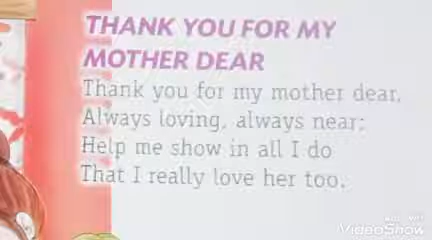 THANK YOU FOR MY
MOTHER DEAR
Thank you for my mother dear,
Always loving, always near;
Help me show in all I do
That I really love her too.
VideoShow